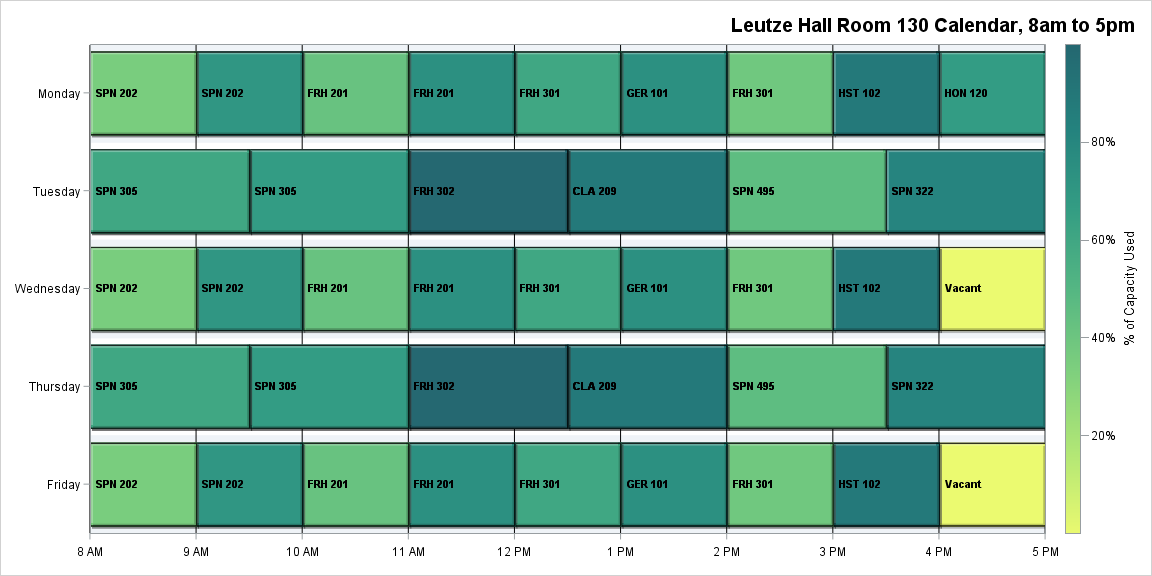 Leutze Hall Room 130 Calendar, 8am to 5pm
Monday
SPN 202
SPN 202
FRH 201
FRH 201
FRH 301
GER 101
FRH 301
HST 102
HON 120
Tuesday
SPN 305
SPN 305
FRH 302
CLA 209
SPN 495
SPN 322
Wednesday
SPN 202
SPN 202
FRH 201
FRH 201
FRH 301
GER 101
FRH 301
HST 102
Vacant
Thursday
SPN 305
SPN 305
FRH 302
CLA 209
SPN 495
SPN 322
Friday
SPN 202
SPN 202
FRH 201
FRH 201
FRH 301
GER 101
FRH 301
HST 102
Vacant
8 AM
9 AM
10 AM
11 AM
12 PM
1 PM
2 PM
3 PM
4 PM
5 PM
80%
60%
40%
20%
% of Capacity Used